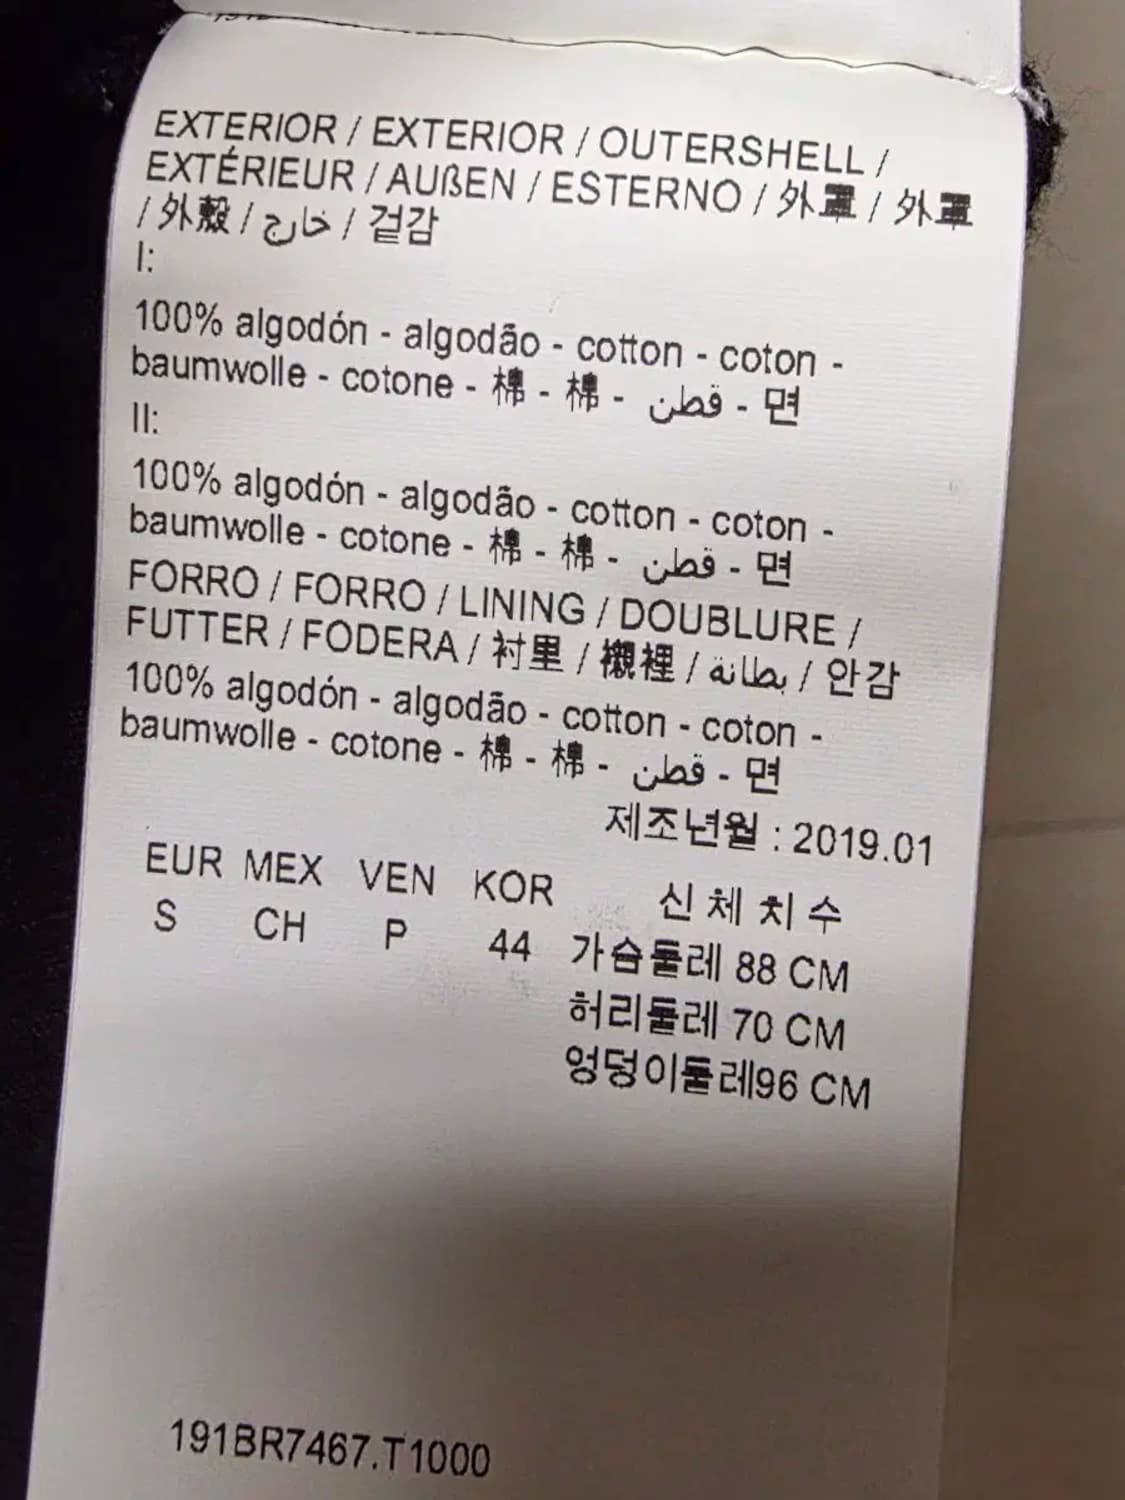 EXTERIOR / EXTERIOR / OUTERSHELL /
EXTÉRIEUR / AUßEN / ESTERNO / 外罩 / 外罩
/ 外殼 / خارج / 겉감
I:
100% algodón - algodão - cotton - coton -
baumwolle - cotone - 棉 - 棉 - قطن - 면
II:
100% algodón - algodão - cotton - coton -
baumwolle - cotone - 棉 - 棉 - قطن - 면
FORRO / FORRO / LINING / DOUBLURE /
FUTTER / FODERA / 衬里 / 襯裡 / بطانة / 안감
100% algodón - algodão - cotton - coton -
baumwolle - cotone - 棉 - 棉 - قطن - 면
제조년월 : 2019.01
EUR MEX VEN KOR 신체치수
S CH P 44 가슴둘레 88 CM
허리둘레 70 CM
엉덩이둘레96 CM
191BR7467.T1000